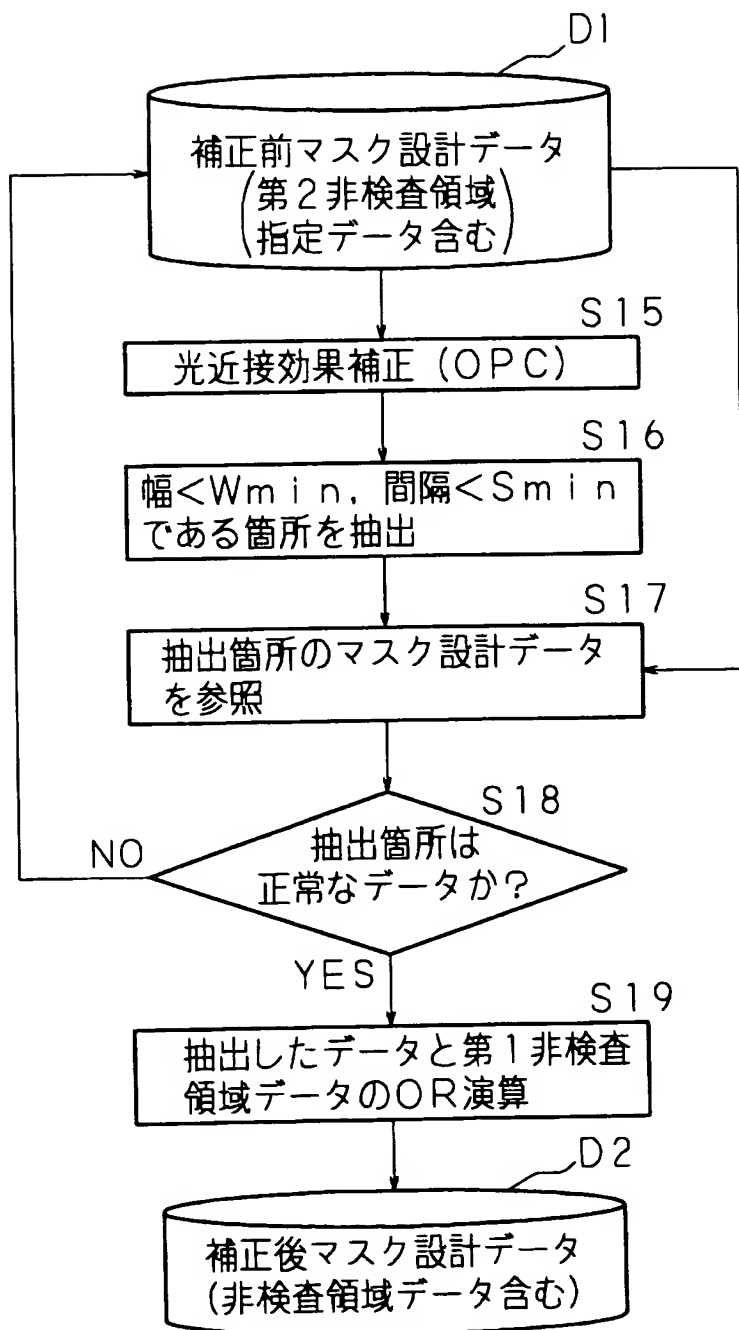 D1
補正前マスク設計データ
(第2非検査領域
指定データ含む)
S15
光近接効果補正(OPC)
S16
幅<Wmin,間隔<Smin
である箇所を抽出
S17
抽出箇所のマスク設計データ
を参照
S18
抽出箇所は
正常なデータか?
NO
YES
S19
抽出したデータと第1非検査
領域データのOR演算
D2
補正後マスク設計データ
(非検査領域データ含む)